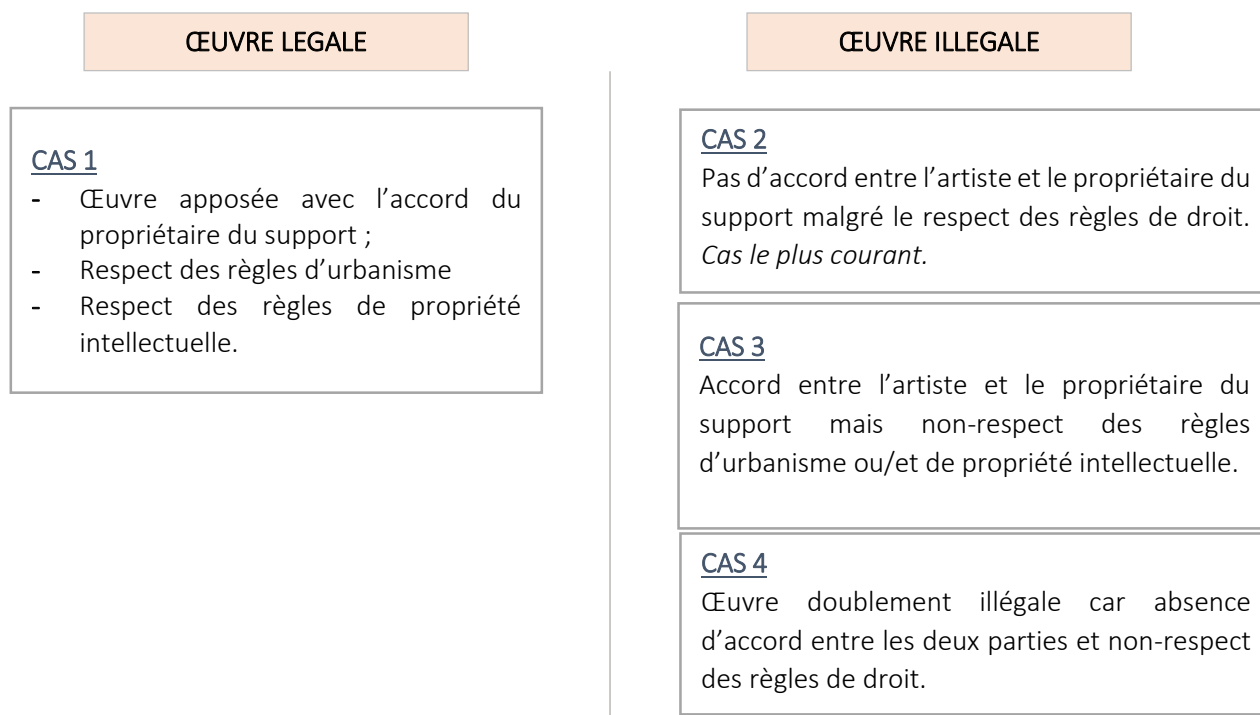 ŒUVRE LEGALE
CAS 1
- Œuvre apposée avec l’accord du
propriétaire du support ;
- Respect des règles d’urbanisme
- Respect des règles de propriété
intellectuelle.
ŒUVRE ILLEGALE
CAS 2
Pas d’accord entre l’artiste et le propriétaire du
support malgré le respect des règles de droit.
Cas le plus courant.
CAS 3
Accord entre l’artiste et le propriétaire du
support mais non-respect des règles
d’urbanisme ou/et de propriété intellectuelle.
CAS 4
Œuvre doublement illégale car absence
d’accord entre les deux parties et non-respect
des règles de droit.